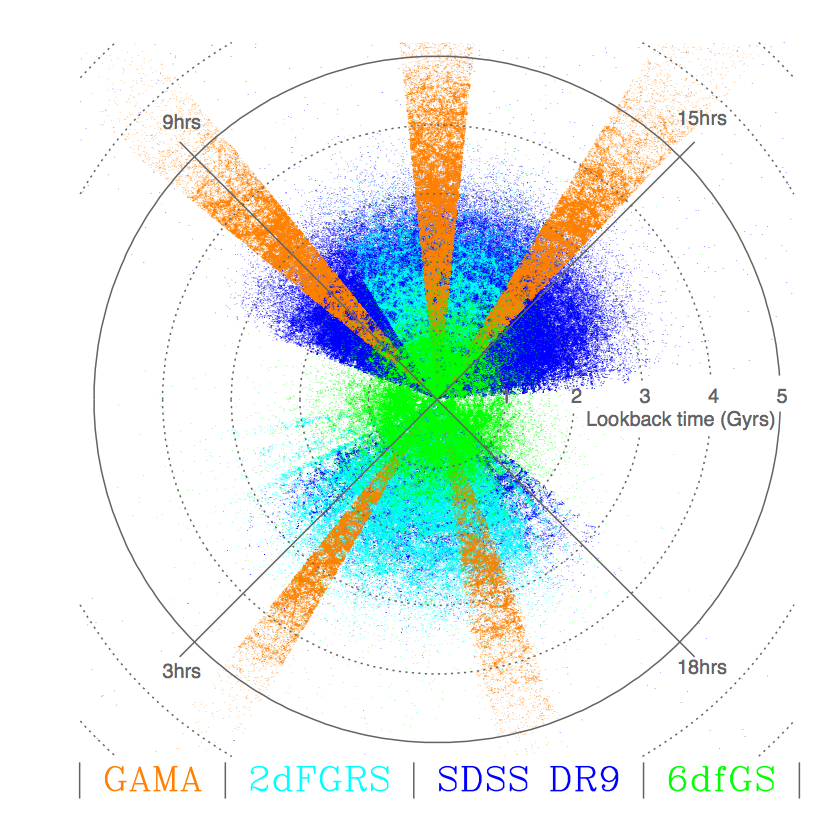 9hrs
15hrs
1 2 3 4 5
Lookback time (Gyrs)
3hrs
18hrs
GAMA 2dFGRS SDSS DR9 6dfGS